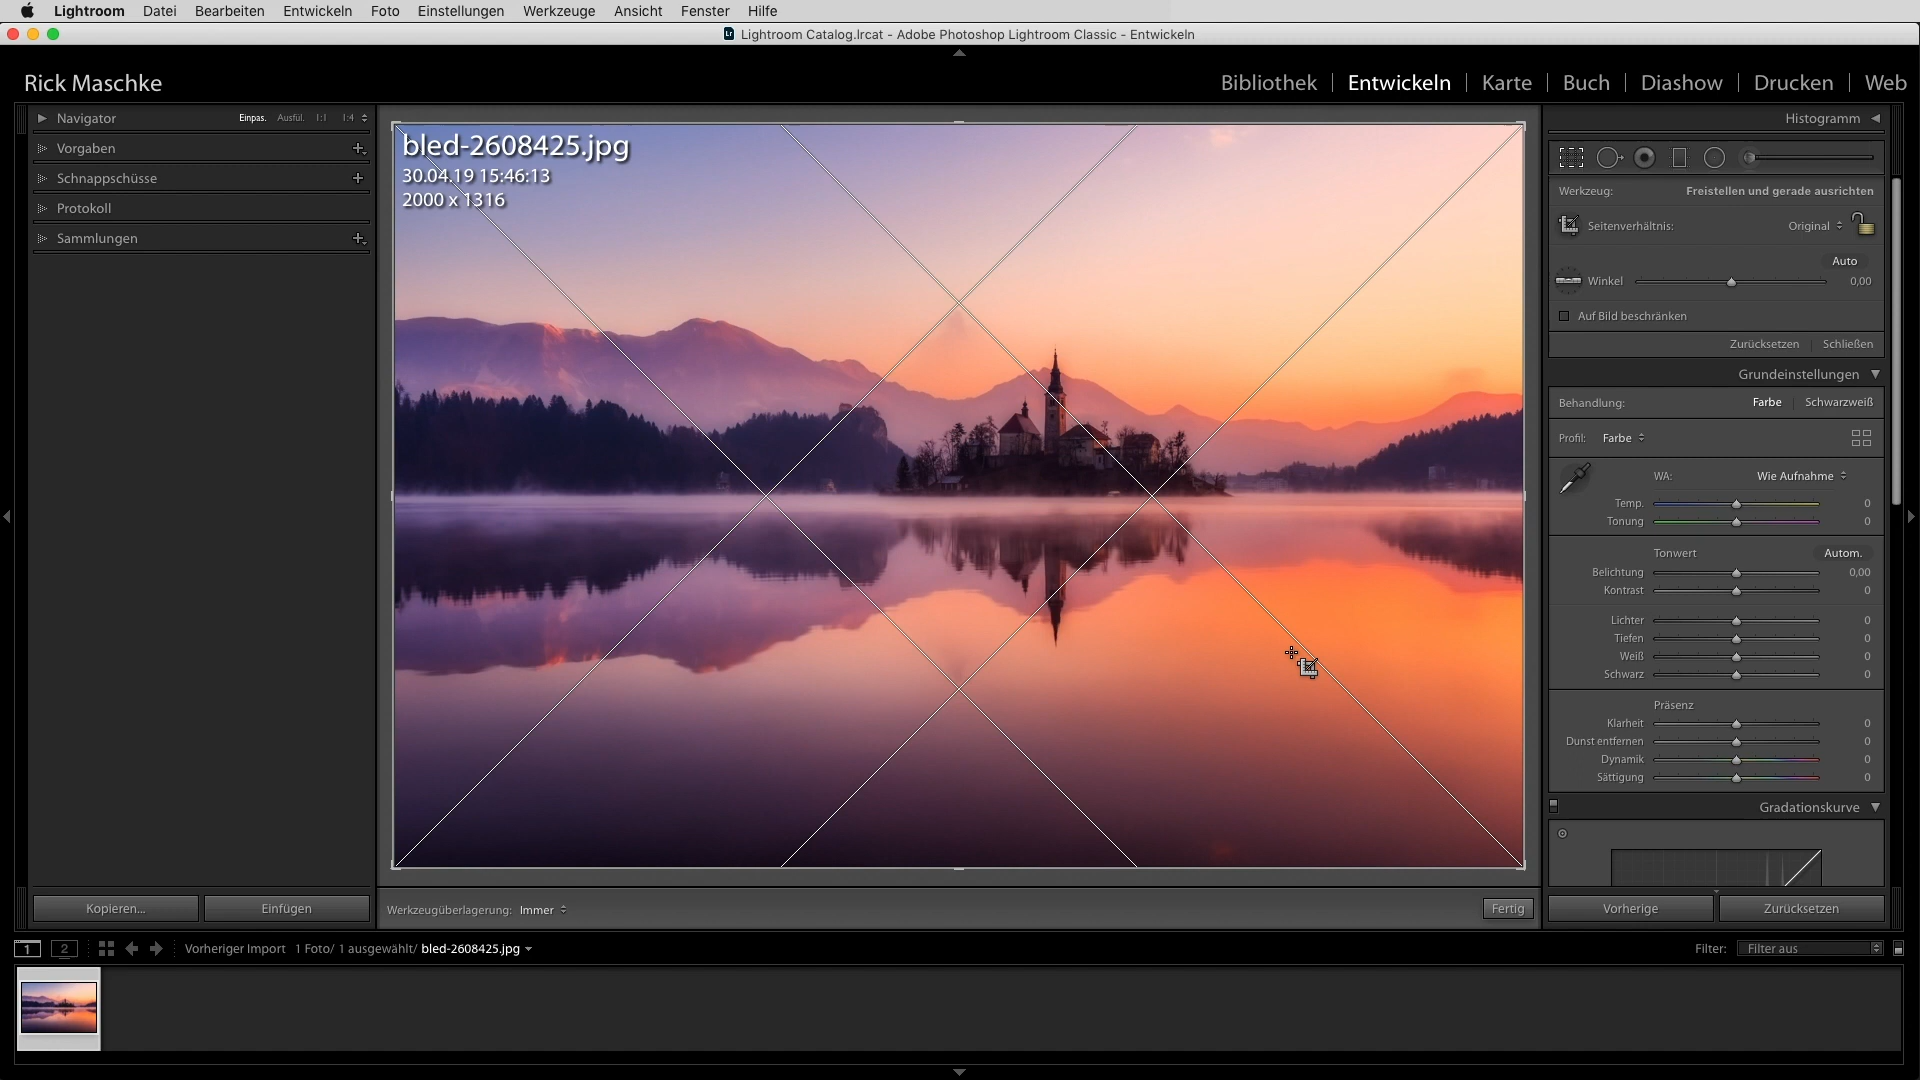 Lightroom Datei Bearbeiten Entwickeln Foto Einstellungen Werkzeuge Ansicht Fenster Hilfe
Lr Lightroom Catalog.lrcat - Adobe Photoshop Lightroom Classic - Entwickeln
Rick Maschke
Bibliothek | Entwickeln | Karte | Buch | Diashow | Drucken | Web
Navigator Einpas. Ausfül. 1:1 1:4
Vorgaben
Schnappschüsse
Protokoll
Sammlungen
Kopieren... Einfügen
bled-2608425.jpg
30.04.19 15:46:13
2000 x 1316
Werkzeugüberlagerung: Immer
Fertig
Histogramm
Werkzeug: Freistellen und gerade ausrichten
Seitenverhältnis: Original
Auto
Winkel 0,00
Auf Bild beschränken
Zurücksetzen | Schließen
Grundeinstellungen
Behandlung: Farbe | Schwarzweiß
Profil: Farbe
WA: Wie Aufnahme
Temp. 0
Tonung 0
Tonwert Autom.
Belichtung 0,00
Kontrast 0
Lichter 0
Tiefen 0
Weiß 0
Schwarz 0
Präsenz
Klarheit 0
Dunst entfernen 0
Dynamik 0
Sättigung 0
Gradationskurve
Vorherige Zurücksetzen
1 2 Vorheriger Import 1 Foto/ 1 ausgewählt/ bled-2608425.jpg
Filter: Filter aus